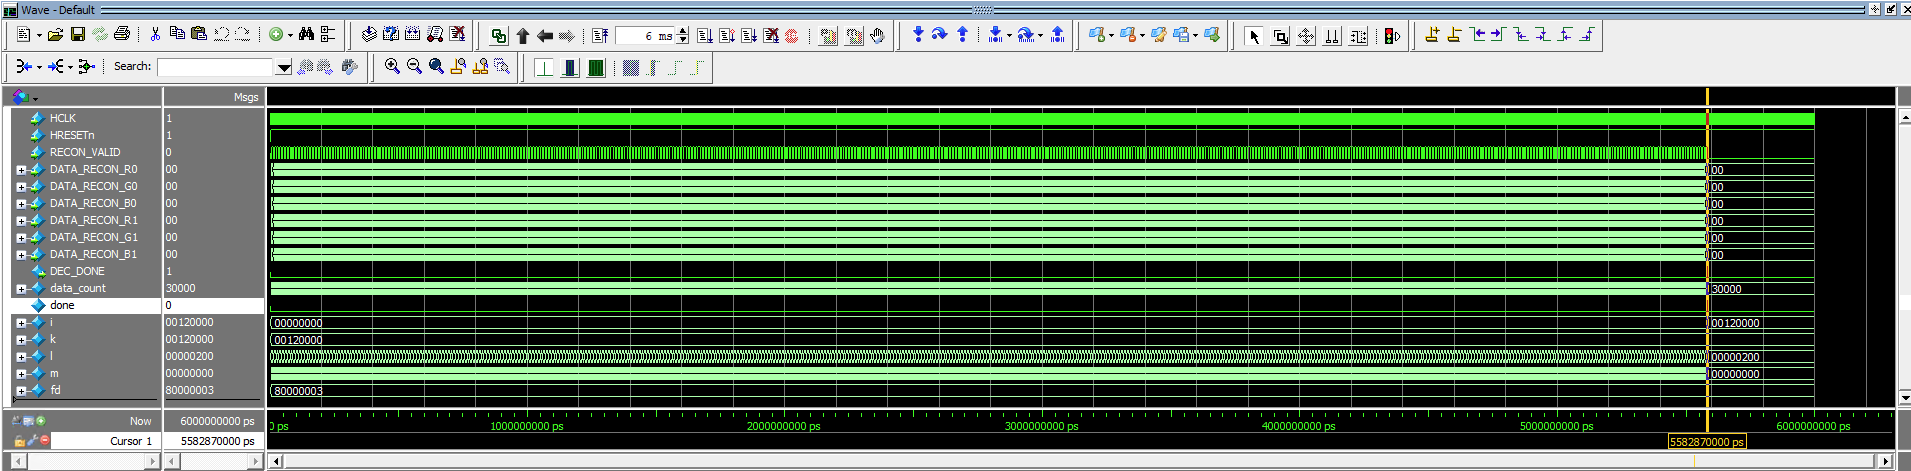 Wave - Default
6 ms
Search:
Msgs
HCLK 1
HRESETn 1
RECON_VALID 0
DATA_RECON_R0 00 00
DATA_RECON_G0 00 00
DATA_RECON_B0 00 00
DATA_RECON_R1 00 00
DATA_RECON_G1 00 00
DATA_RECON_B1 00 00
DEC_DONE 1
data_count 30000 30000
done 0
i 00120000 00000000 00120000
k 00120000 00120000
l 00000200 00000200
m 00000000 00000000
fd 80000003 80000003
Now 6000000000 ps 0 ps 1000000000 ps 2000000000 ps 3000000000 ps 4000000000 ps 5000000000 ps 6000000000 ps
Cursor 1 5582870000 ps 5582870000 ps